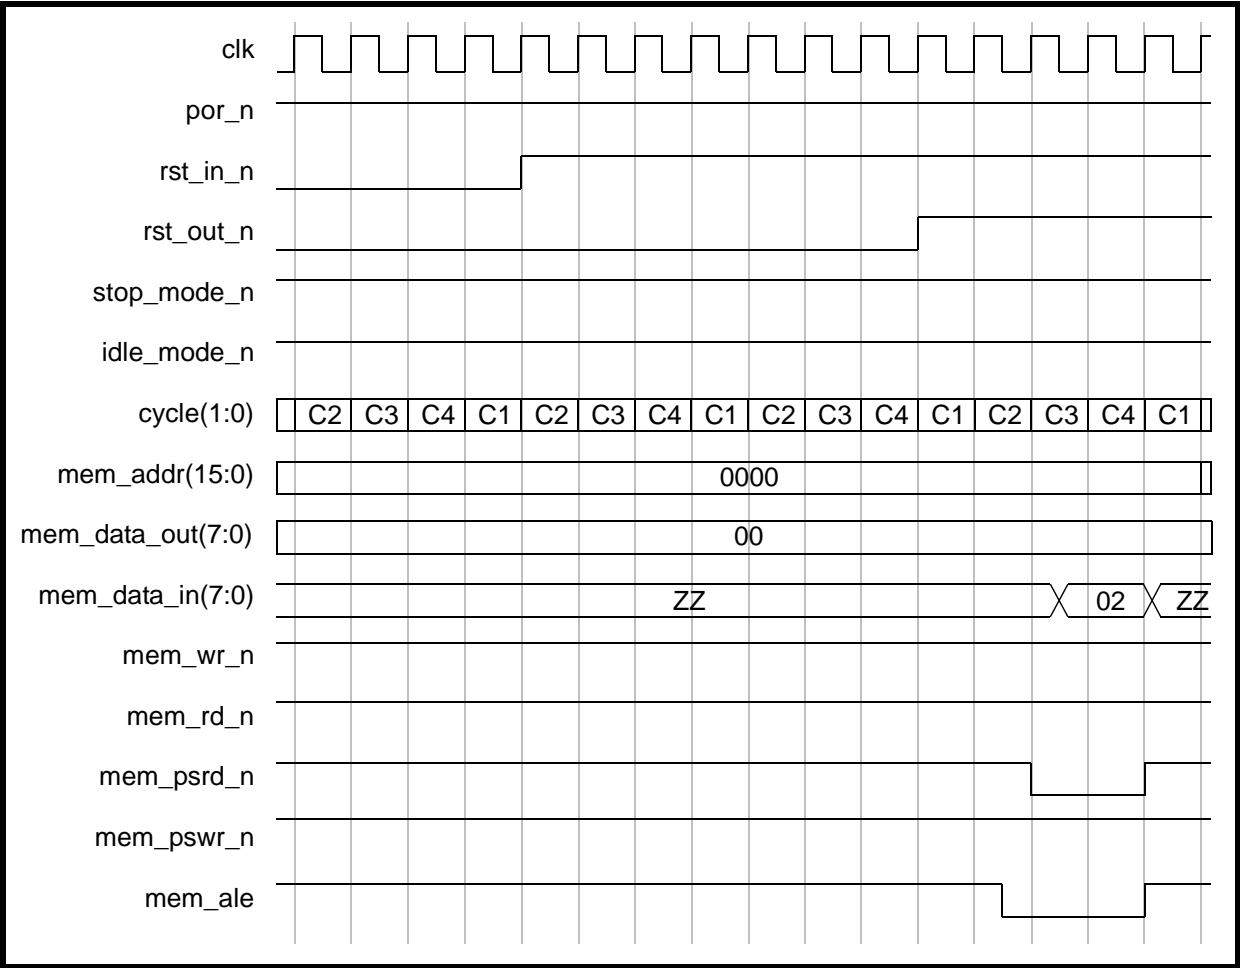 clk
por_n
rst_in_n
rst_out_n
stop_mode_n
idle_mode_n
cycle(1:0) C2 C3 C4 C1 C2 C3 C4 C1 C2 C3 C4 C1 C2 C3 C4 C1
mem_addr(15:0) 0000
mem_data_out(7:0) 00
mem_data_in(7:0) ZZ 02 ZZ
mem_wr_n
mem_rd_n
mem_psrd_n
mem_pswr_n
mem_ale